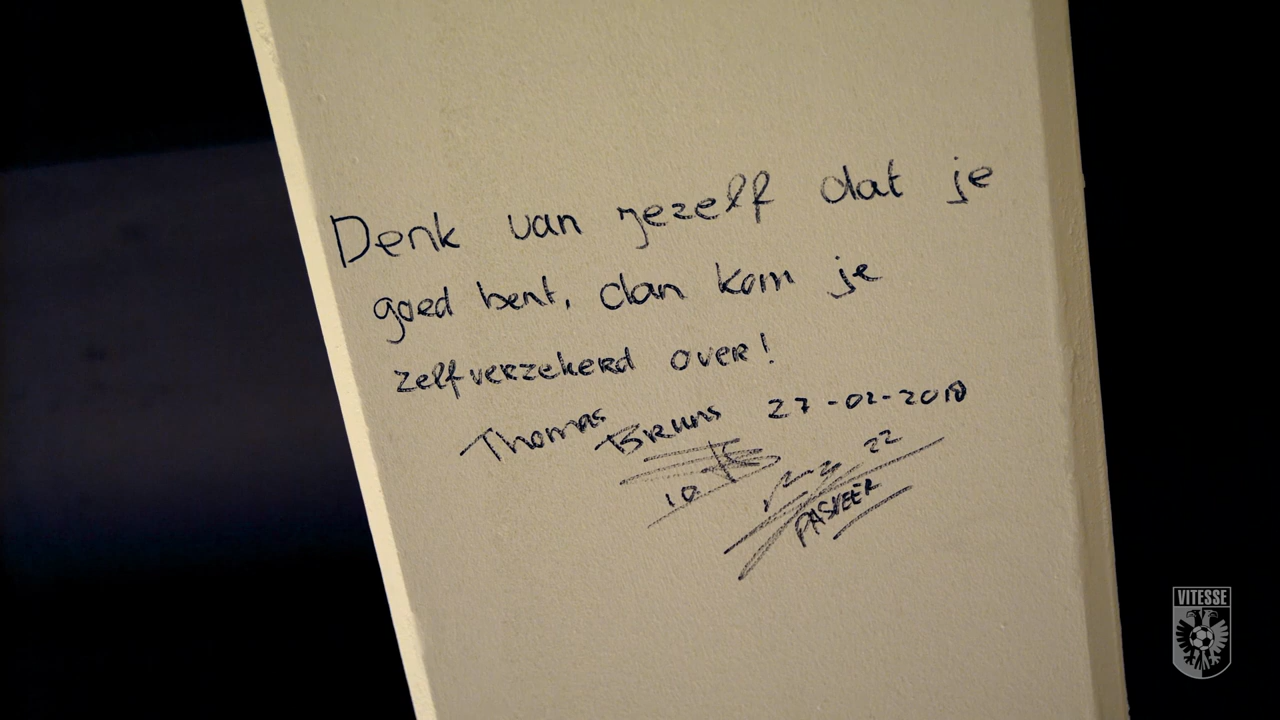 Denk van jezelf dat je
goed bent, dan kom je
zelfverzekerd over!
Thomas Bruns 27-02-2018
10
22
PASVEER
VITESSE